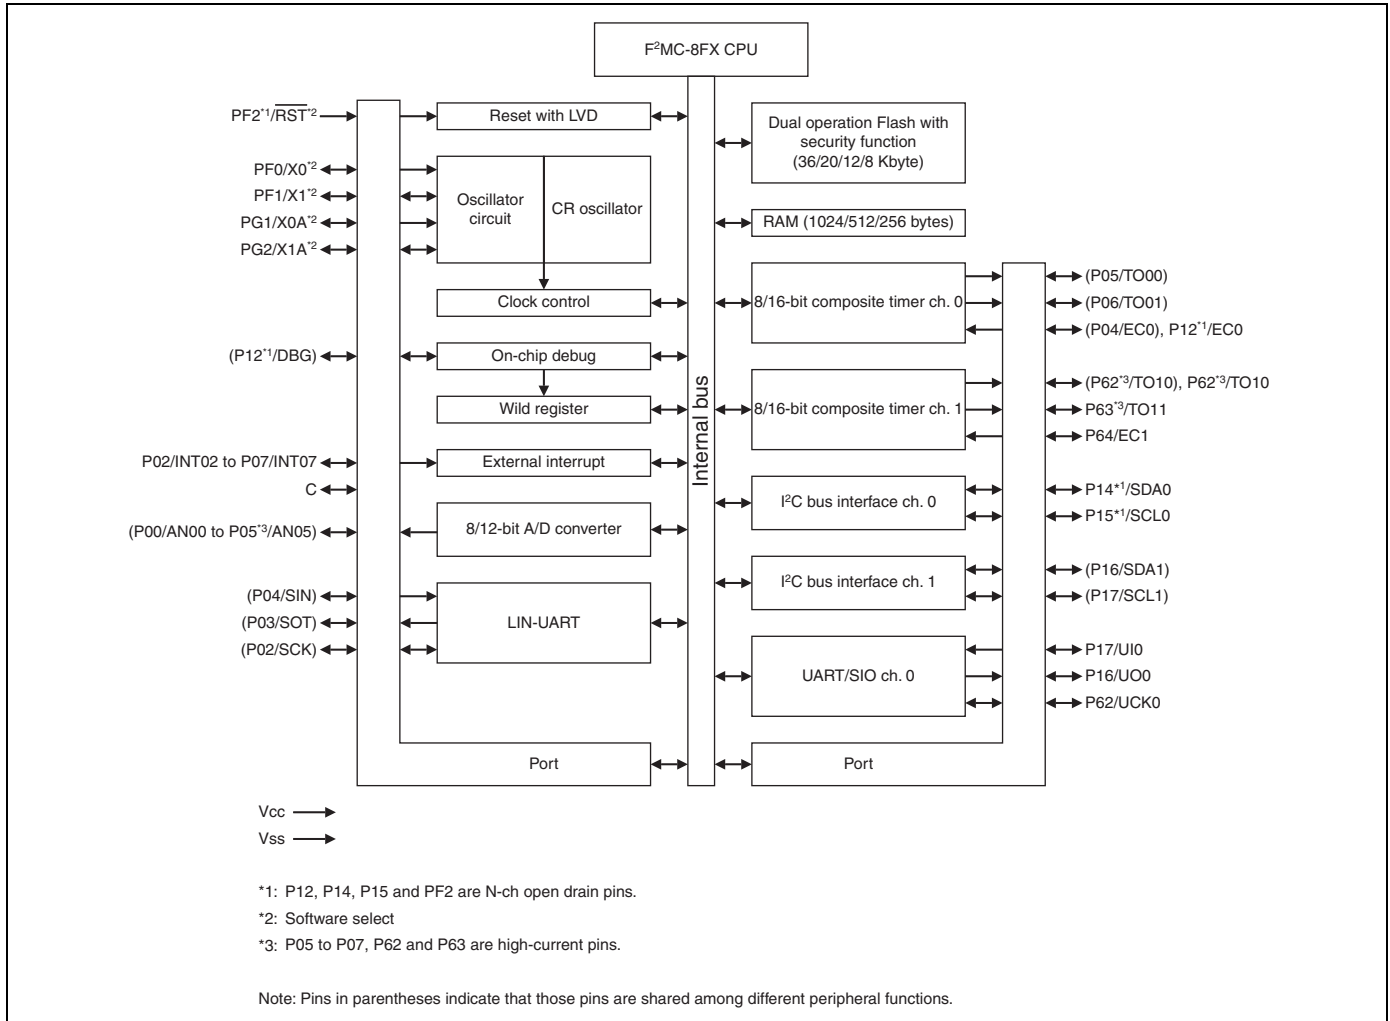 F²MC-8FX CPU
PF2*1/RST*2
Reset with LVD
Dual operation Flash with
security function
(36/20/12/8 Kbyte)
PF0/X0*2
PF1/X1*2
PG1/X0A*2
PG2/X1A*2
Oscillator
circuit
CR oscillator
RAM (1024/512/256 bytes)
Clock control
8/16-bit composite timer ch. 0
(P05/TO00)
(P06/TO01)
(P04/EC0), P12*1/EC0
(P12*1/DBG)
On-chip debug
Wild register
Internal bus
8/16-bit composite timer ch. 1
(P62*3/TO10), P62*3/TO10
P63*3/TO11
P64/EC1
P02/INT02 to P07/INT07
External interrupt
C
I²C bus interface ch. 0
P14*1/SDA0
P15*1/SCL0
(P00/AN00 to P05*3/AN05)
8/12-bit A/D converter
I²C bus interface ch. 1
(P16/SDA1)
(P17/SCL1)
(P04/SIN)
(P03/SOT)
(P02/SCK)
LIN-UART
UART/SIO ch. 0
P17/UI0
P16/UO0
P62/UCK0
Port
Port
Vcc
Vss
*1: P12, P14, P15 and PF2 are N-ch open drain pins.
*2: Software select
*3: P05 to P07, P62 and P63 are high-current pins.
Note: Pins in parentheses indicate that those pins are shared among different peripheral functions.